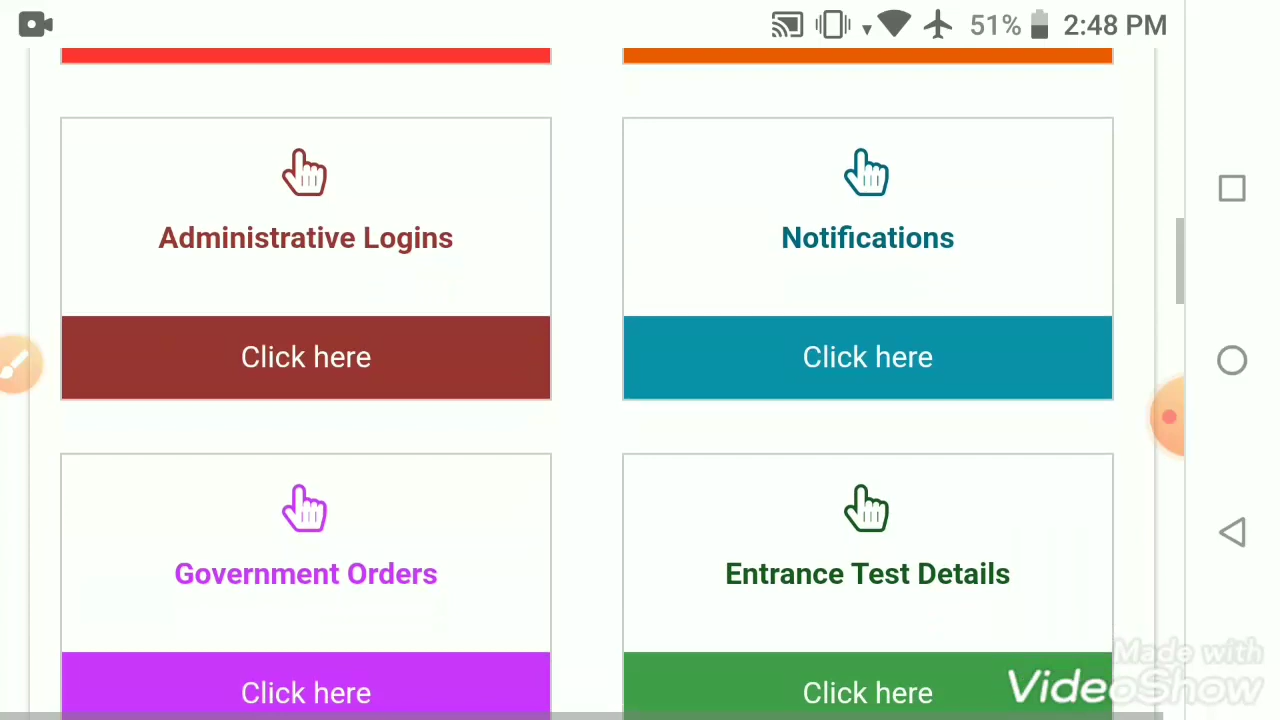 51% 2:48 PM
Administrative Logins
Notifications
Click here
Click here
Government Orders
Entrance Test Details
Click here
Click here
Made with
VideoShow